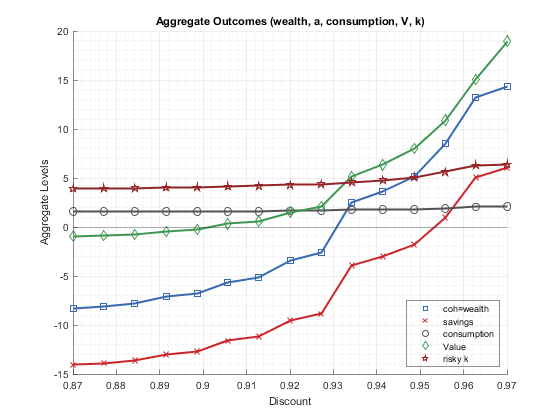 Aggregate Outcomes (wealth, a, consumption, V, k)
20
15
10
5
0
-5
-10
-15
Aggregate Levels
0.87 0.88 0.89 0.9 0.91 0.92 0.93 0.94 0.95 0.96 0.97
Discount
coh=wealth
savings
consumption
Value
risky k